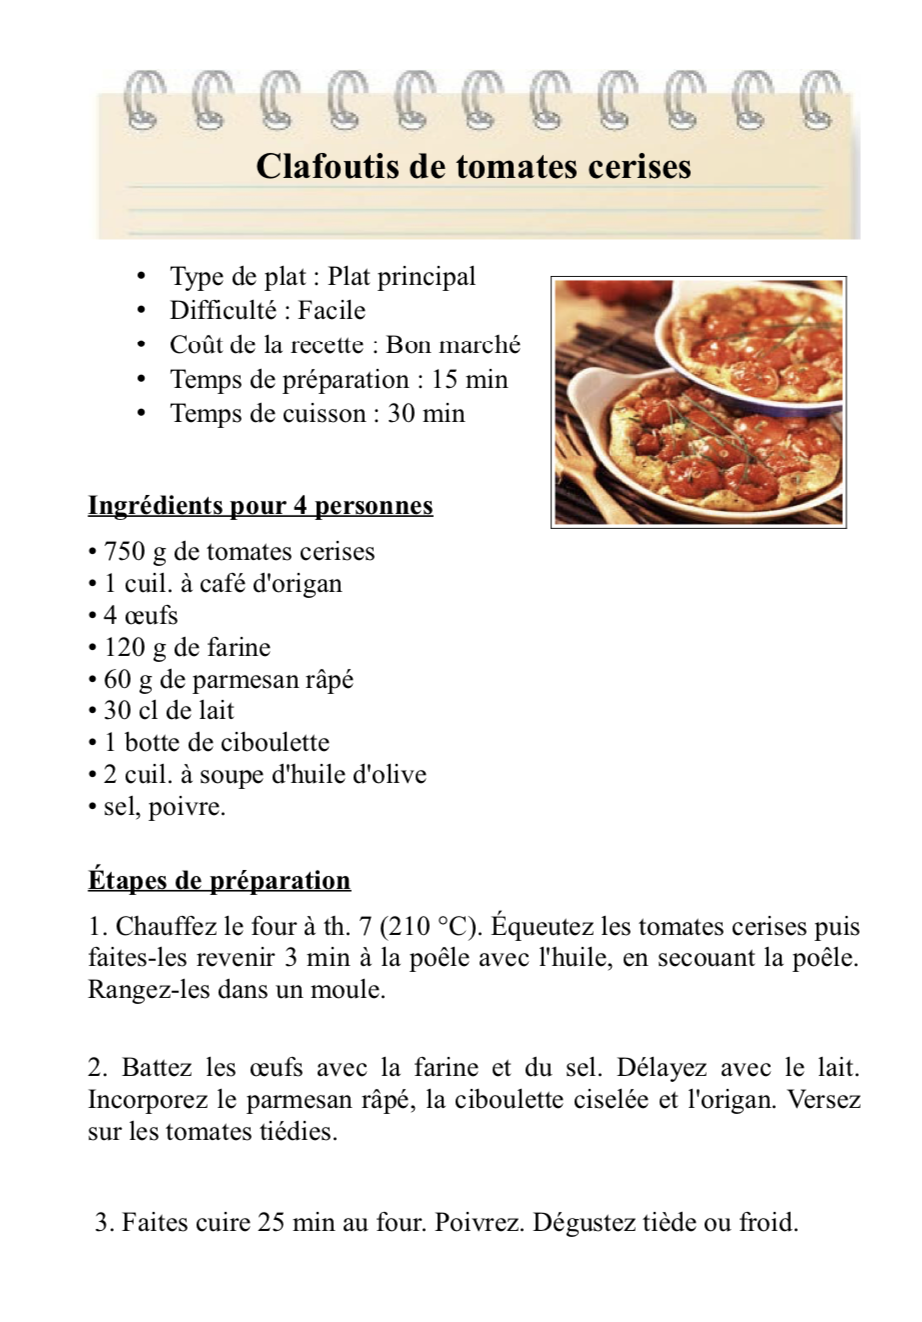 Clafoutis de tomates cerises
• Type de plat : Plat principal
• Difficulté : Facile
• Coût de la recette : Bon marché
• Temps de préparation : 15 min
• Temps de cuisson : 30 min
Ingrédients pour 4 personnes
• 750 g de tomates cerises
• 1 cuil. à café d'origan
• 4 œufs
• 120 g de farine
• 60 g de parmesan râpé
• 30 cl de lait
• 1 botte de ciboulette
• 2 cuil. à soupe d'huile d'olive
• sel, poivre.
Étapes de préparation
1. Chauffez le four à th. 7 (210 °C). Équeutez les tomates cerises puis
faites-les revenir 3 min à la poêle avec l'huile, en secouant la poêle.
Rangez-les dans un moule.
2. Battez les œufs avec la farine et du sel. Délayez avec le lait.
Incorporez le parmesan râpé, la ciboulette ciselée et l'origan. Versez
sur les tomates tiédies.
3. Faites cuire 25 min au four. Poivrez. Dégustez tiède ou froid.